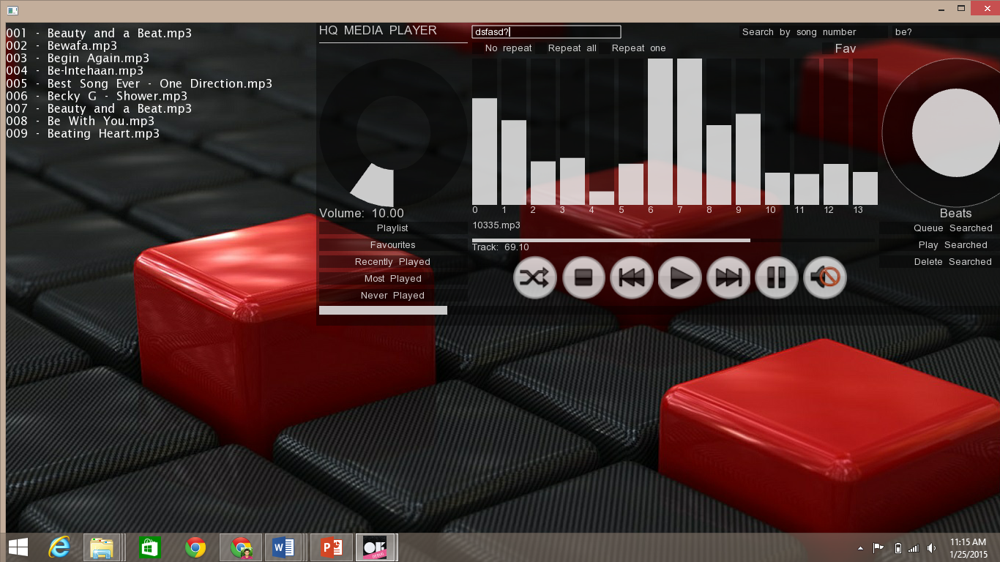 001 - Beauty and a Beat.mp3
002 - Bewafa.mp3
003 - Begin Again.mp3
004 - Be-Intehaan.mp3
005 - Best Song Ever - One Direction.mp3
006 - Becky G - Shower.mp3
007 - Beauty and a Beat.mp3
008 - Be With You.mp3
009 - Beating Heart.mp3
HQ MEDIA PLAYER
dsfasd?
Search by song number
be?
No repeat Repeat all Repeat one
Fav
0 1 2 3 4 5 6 7 8 9 10 11 12 13
10335.mp3
Track: 69.10
Volume: 10.00
Playlist
Favourites
Recently Played
Most Played
Never Played
Beats
Queue Searched
Play Searched
Delete Searched
DEBUG
11:15 AM
1/25/2015